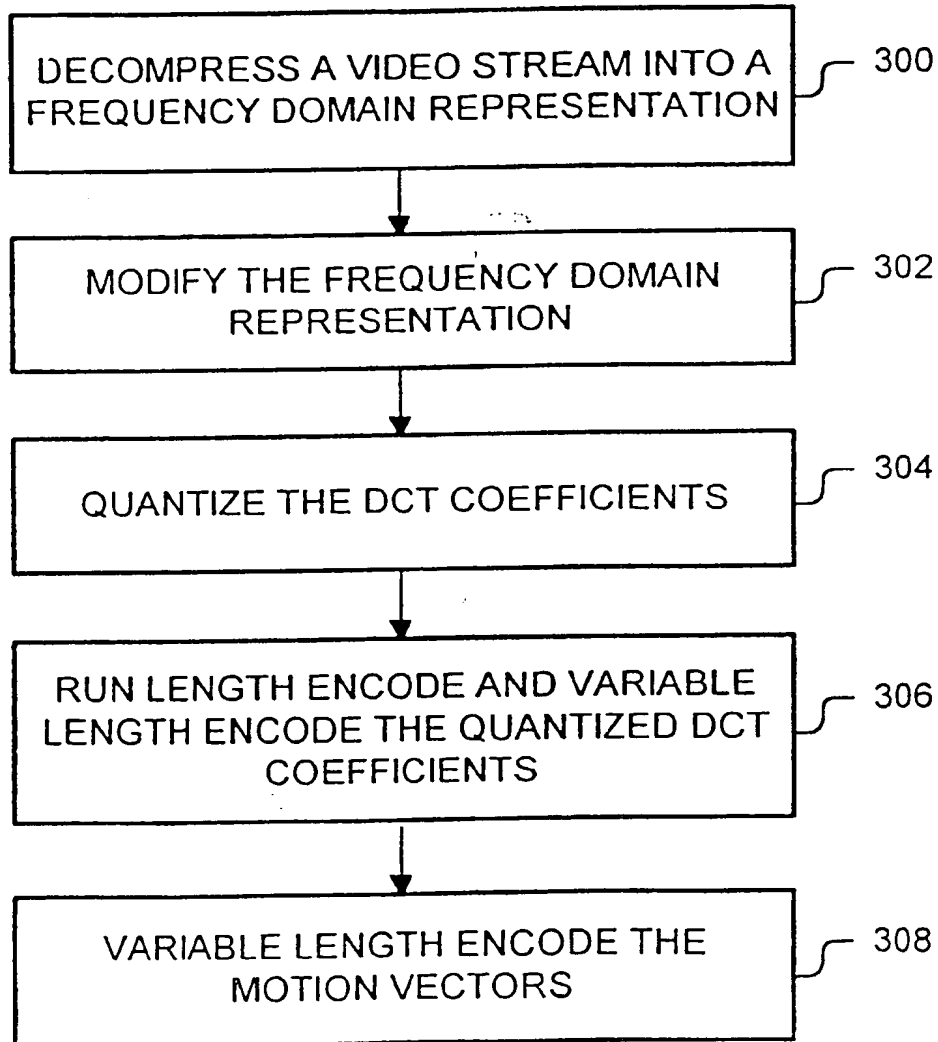 DECOMPRESS A VIDEO STREAM INTO A
FREQUENCY DOMAIN REPRESENTATION
300
MODIFY THE FREQUENCY DOMAIN
REPRESENTATION
302
QUANTIZE THE DCT COEFFICIENTS
304
RUN LENGTH ENCODE AND VARIABLE
LENGTH ENCODE THE QUANTIZED DCT
COEFFICIENTS
306
VARIABLE LENGTH ENCODE THE
MOTION VECTORS
308